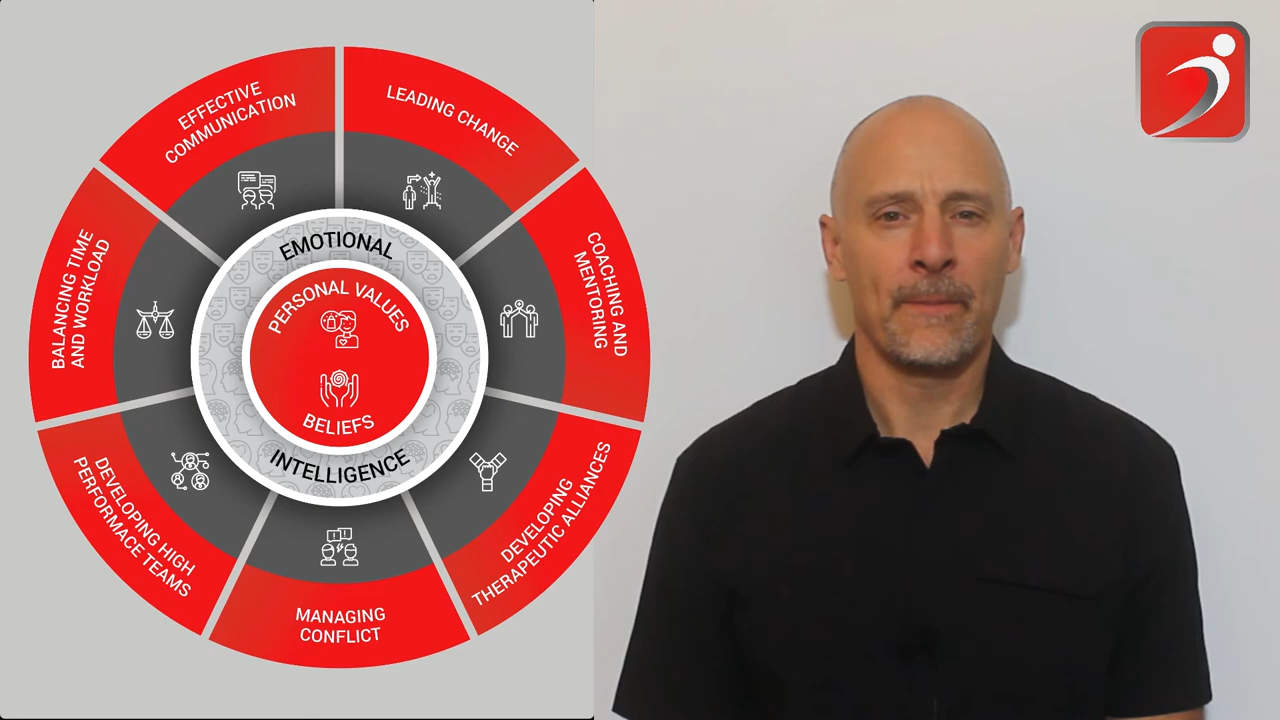 EFFECTIVE
COMMUNICATION
LEADING CHANGE
COACHING AND
MENTORING
DEVELOPING
THERAPEUTIC ALLIANCES
MANAGING
CONFLICT
DEVELOPING HIGH
PERFORMACE TEAMS
BALANCING TIME
AND WORKLOAD
EMOTIONAL
INTELLIGENCE
PERSONAL VALUES
BELIEFS